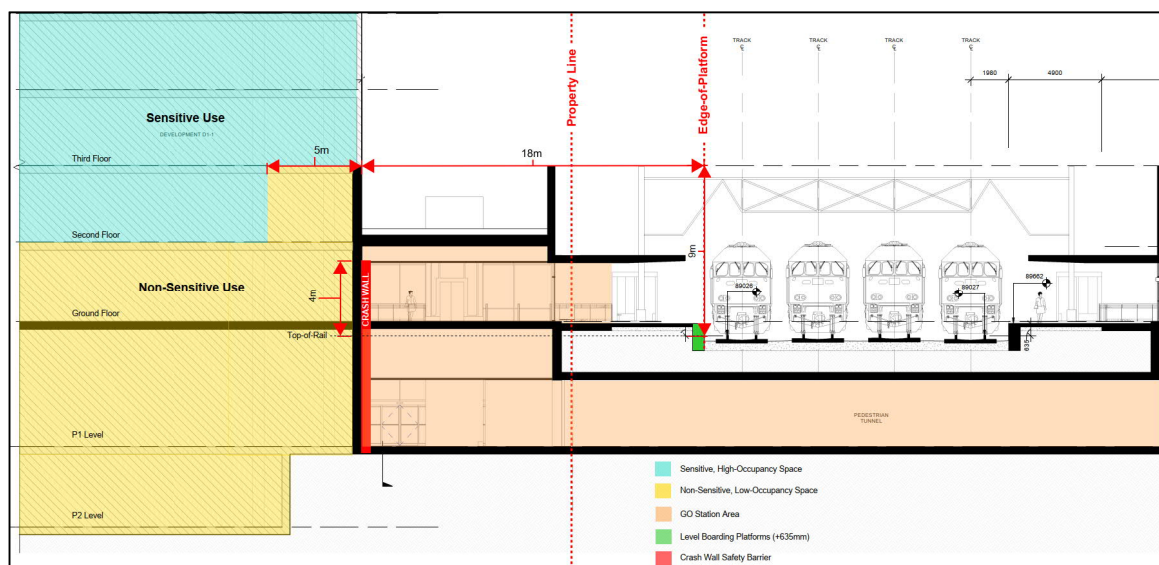 TRACK
TRACK
TRACK
TRACK
1980
4900
Property Line
Edge-of-Platform
Sensitive Use
DEVELOPMENT D1-1
5m
18m
Third Floor
Second Floor
9m
Non-Sensitive Use
4m
CRASH WALL
89026
89027
89662
Ground Floor
Top-of-Rail
635
PEDESTRIAN
TUNNEL
P1 Level
P2 Level
Sensitive, High-Occupancy Space
Non-Sensitive, Low-Occupancy Space
GO Station Area
Level Boarding Platforms (+635mm)
Crash Wall Safety Barrier